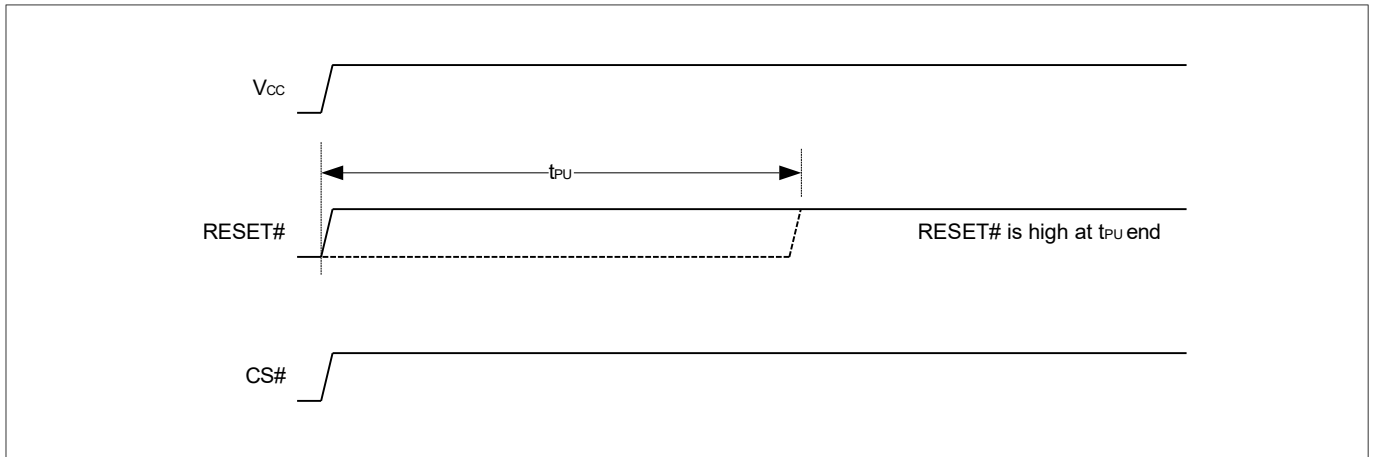 VCC
tPU
RESET#
RESET# is high at tPU end
CS#